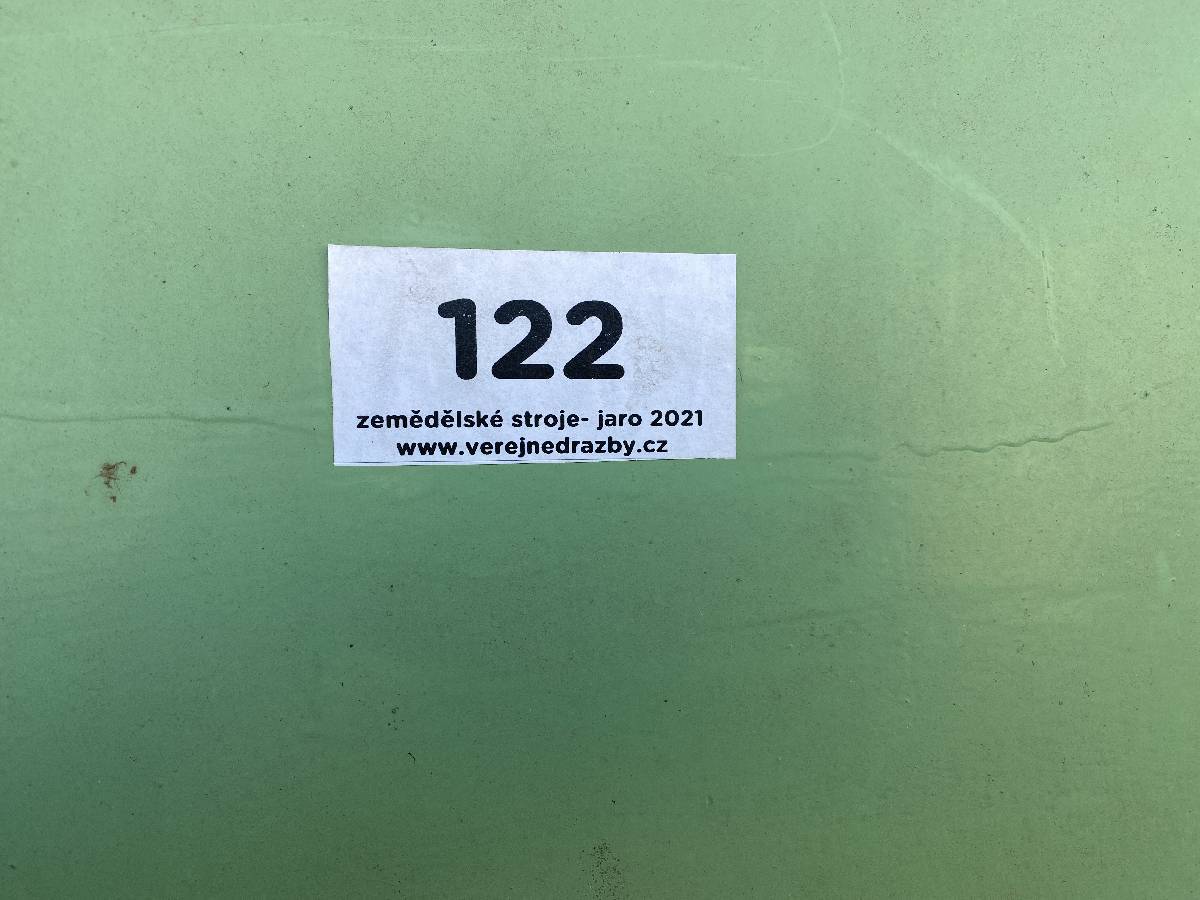 122
zemědělské stroje- jaro 2021
www.verejnedrazby.cz